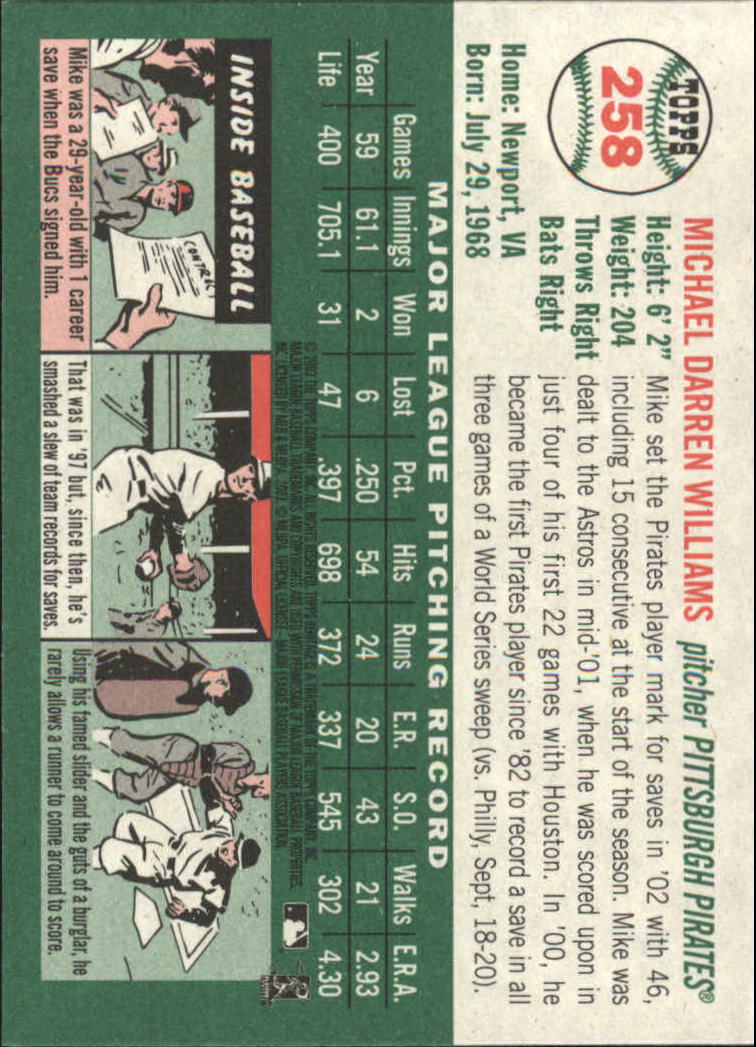 TOPPS
258
MICHAEL DARREN WILLIAMS
pitcher PITTSBURGH PIRATES®
Height: 6' 2"
Weight: 204
Throws Right
Bats Right
Home: Newport, VA
Born: July 29, 1968
Mike set the Pirates player mark for saves in '02 with 46,
including 15 consecutive at the start of the season. Mike was
dealt to the Astros in mid-'01, when he was scored upon in
just four of his first 22 games with Houston. In '00, he
became the first Pirates player since '82 to record a save in all
three games of a World Series sweep (vs. Philly, Sept, 18-20).
MAJOR LEAGUE PITCHING RECORD
Games Innings Won Lost Pct. Hits Runs E.R. S.O. Walks E.R.A.
Year 59 61.1 2 6 .250 54 24 20 43 21 2.93
Life 400 705.1 31 47 .397 698 372 337 545 302 4.30
INSIDE BASEBALL
CONTRACT
Mike was a 29-year-old with 1 career
save when the Bucs signed him.
That was in '97 but, since then, he's
smashed a slew of team records for saves.
Using his famed slider and the guts of a burglar, he
rarely allows a runner to come around to score.